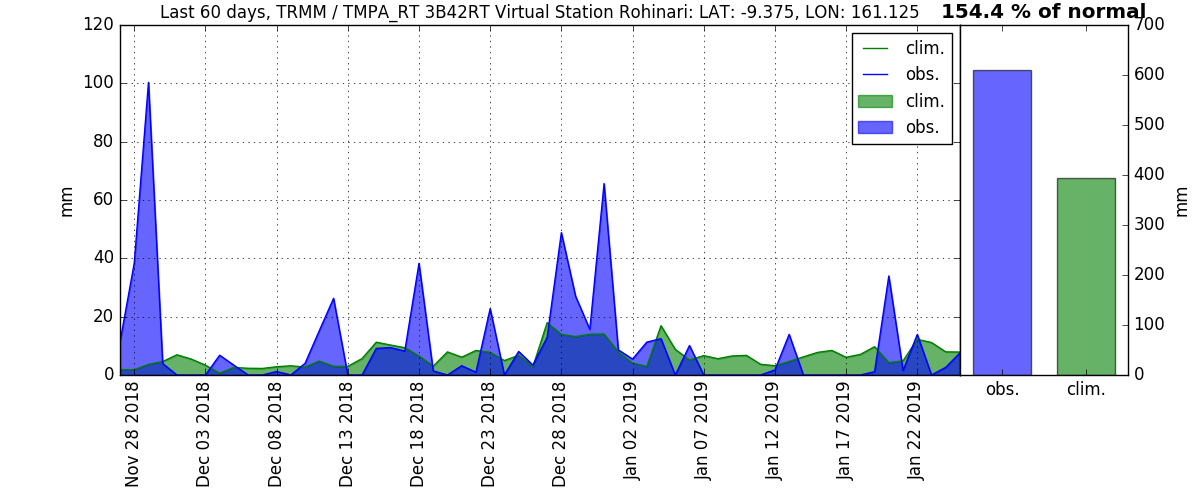 Last 60 days, TRMM / TMPA_RT 3B42RT Virtual Station Rohinari: LAT: -9.375, LON: 161.125
154.4 % of normal
120
100
80
60
40
20
0
mm
clim.
obs.
clim.
obs.
700
600
500
400
300
200
100
0
mm
Nov 28 2018
Dec 03 2018
Dec 08 2018
Dec 13 2018
Dec 18 2018
Dec 23 2018
Dec 28 2018
Jan 02 2019
Jan 07 2019
Jan 12 2019
Jan 17 2019
Jan 22 2019
obs.
clim.